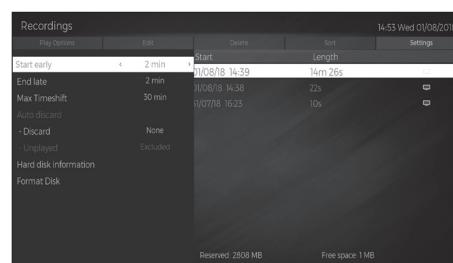 Recordings 14:53 Wed 01/08/201
Play Options Edit Delete Sort Settings
Start Length
Start early ‹ 2 min ›
01/08/18 14:39 14m 26s
End late 2 min
01/08/18 14:38 22s
Max Timeshift 30 min
31/07/18 16:23 10s
Auto discard
- Discard None
- Unplayed Excluded
Hard disk information
Format Disk
Reserved 2808 MB Free space 1 MB